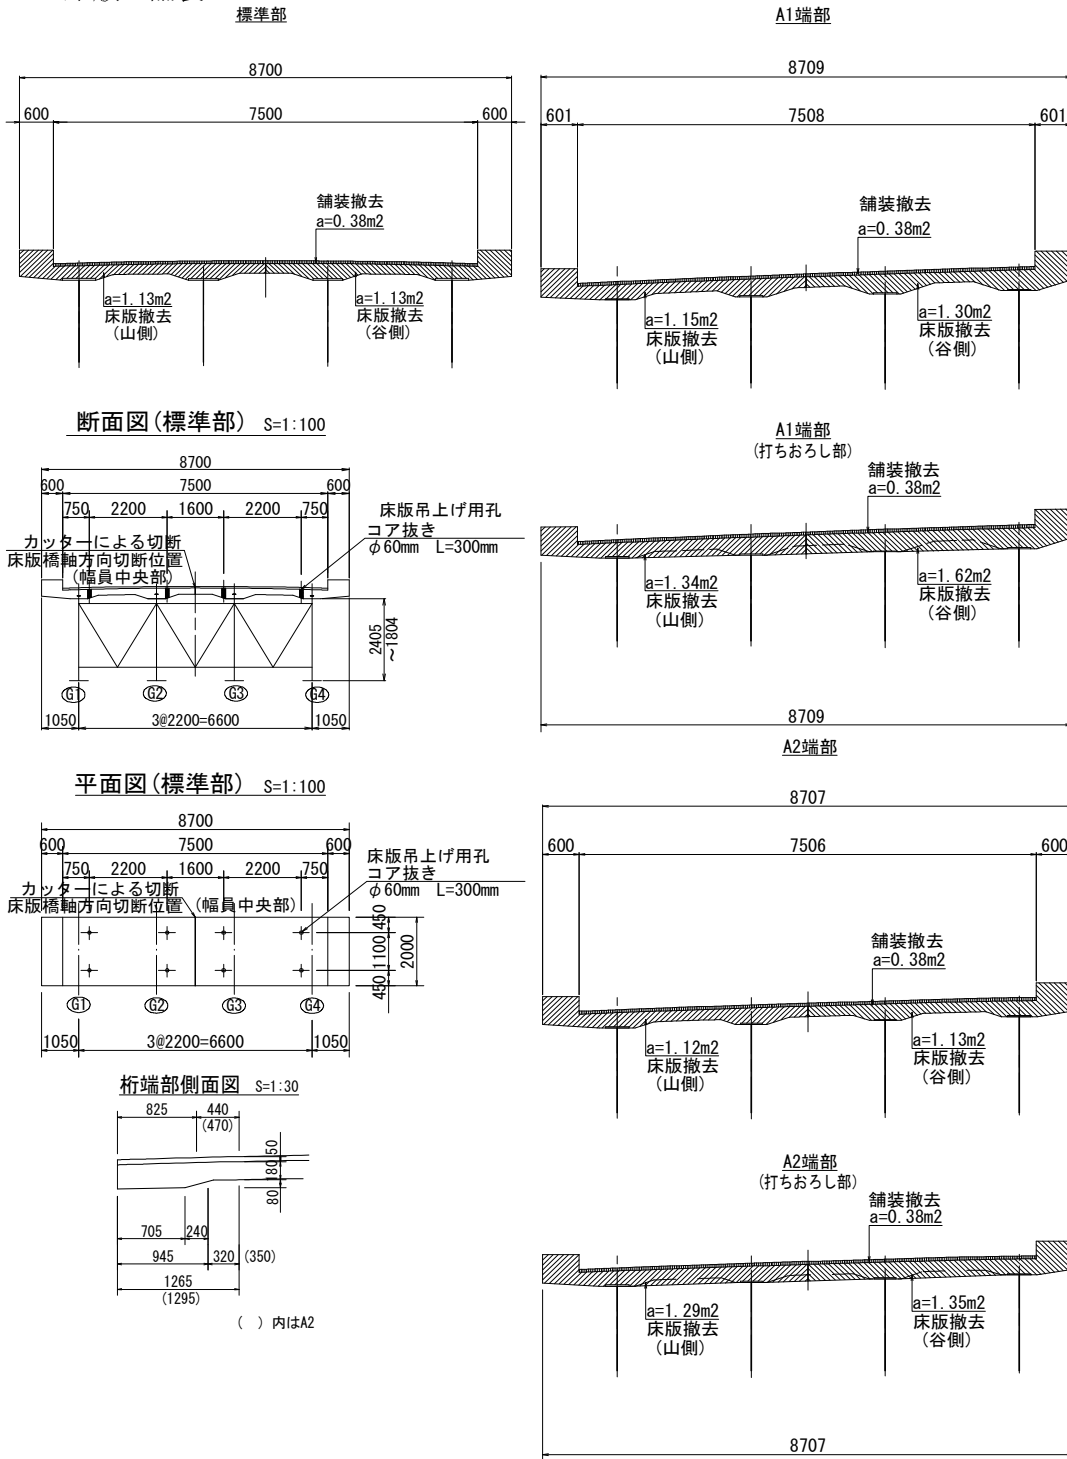 標準部
8700
600
7500
600
舗装撤去
a=0.38m2
a=1.13m2
床版撤去
(山側)
a=1.13m2
床版撤去
(谷側)
A1端部
8709
601
7508
601
舗装撤去
a=0.38m2
a=1.15m2
床版撤去
(山側)
a=1.30m2
床版撤去
(谷側)
断面図(標準部) S=1:100
8700
600
7500
600
750
2200
1600
2200
750
床版吊上げ用孔
コア抜き
φ60mm L=300mm
カッターによる切断
床版橋軸方向切断位置
(幅員中央部)
2405
~1804
G1
G2
G3
G4
1050
3@2200=6600
1050
A1端部
(打ちおろし部)
舗装撤去
a=0.38m2
a=1.34m2
床版撤去
(山側)
a=1.62m2
床版撤去
(谷側)
8709
平面図(標準部) S=1:100
8700
600
7500
600
750
2200
1600
2200
750
床版吊上げ用孔
コア抜き
φ60mm L=300mm
カッターによる切断
床版橋軸方向切断位置 (幅員中央部)
450
1100
450
2000
G1
G2
G3
G4
1050
3@2200=6600
1050
A2端部
8707
600
7506
600
舗装撤去
a=0.38m2
a=1.12m2
床版撤去
(山側)
a=1.13m2
床版撤去
(谷側)
桁端部側面図 S=1:30
825
440
(470)
50
180
80
705
240
945
320
(350)
1265
(1295)
( ) 内はA2
A2端部
(打ちおろし部)
舗装撤去
a=0.38m2
a=1.29m2
床版撤去
(山側)
a=1.35m2
床版撤去
(谷側)
8707